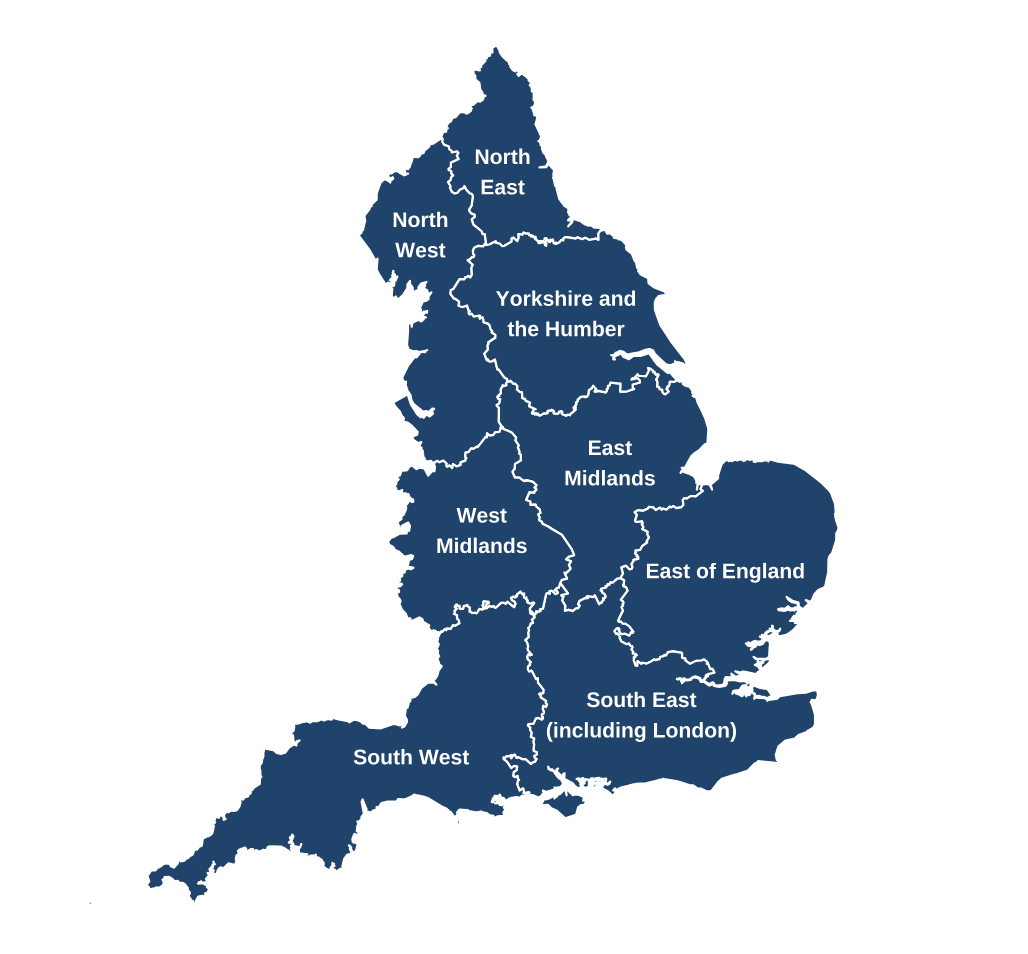 North
East
North
West
Yorkshire and
the Humber
East
Midlands
West
Midlands
East of England
South East
(including London)
South West